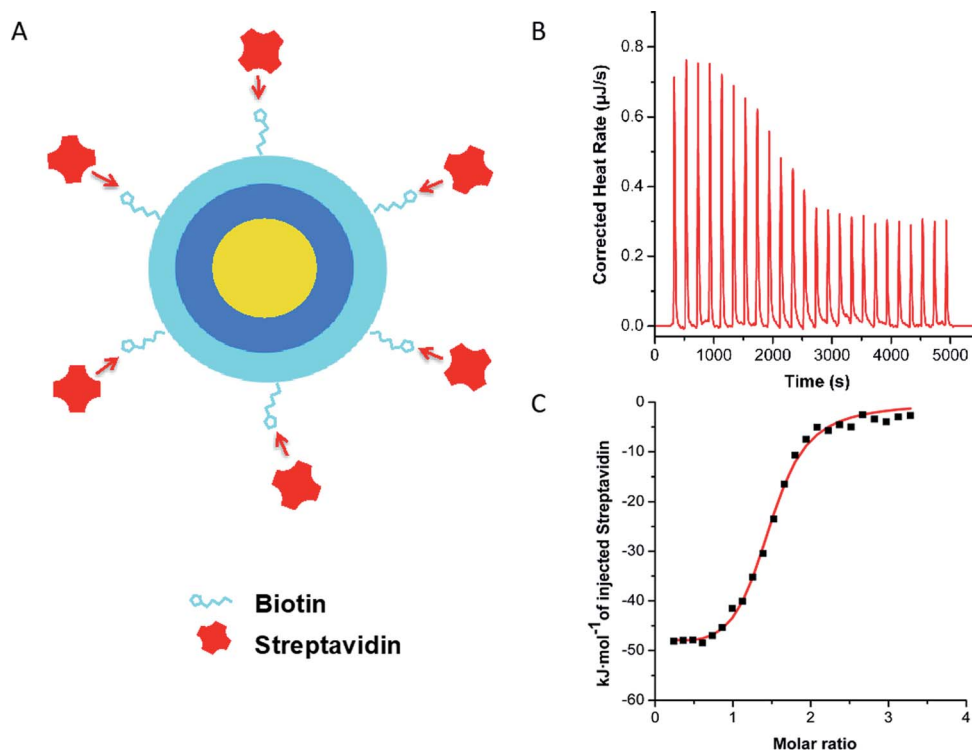 A
Biotin
Streptavidin
B
Corrected Heat Rate (µJ/s)
0.8
0.6
0.4
0.2
0.0
0 1000 2000 3000 4000 5000
Time (s)
C
kJ·mol⁻¹ of injected Streptavidin
0
-10
-20
-30
-40
-50
-60
0 1 2 3 4
Molar ratio